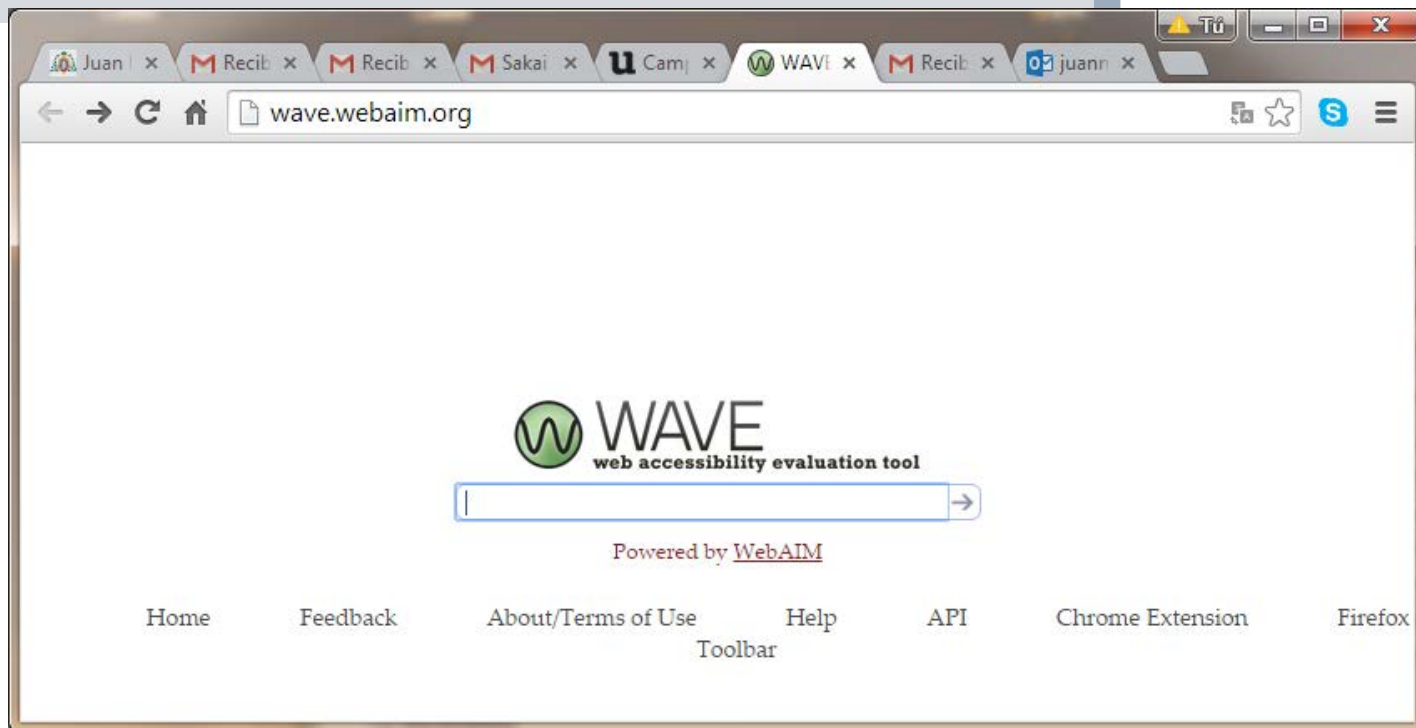 Tú
Juan
Recib
Recib
Sakai
Cam
WAVE
Recib
juann
wave.webaim.org
WAVE
web accessibility evaluation tool
Powered by WebAIM
Home Feedback About/Terms of Use Help API Chrome Extension Firefox
Toolbar